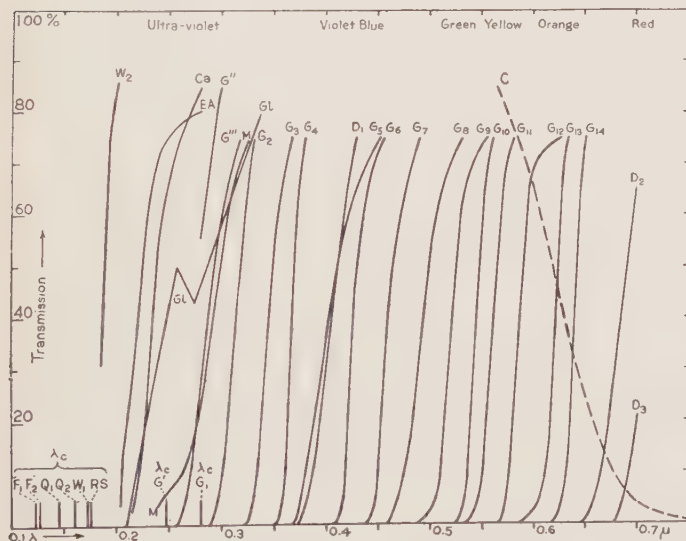 100% Ultra-violet Violet Blue Green Yellow Orange Red
W2 Ca G" C
EA Gl
80
G''' M G2 G3 G4 D1 G5 G6 G7 G8 G9 G10 G11 G12 G13 G14
D2
60
Gl
40
Transmission
D3
20
λc
F1 F2 Q1 Q2 W1 RS λc G' λc G1
M
0.1 λ 0.2 0.3 0.4 0.5 0.6 0.7 μ